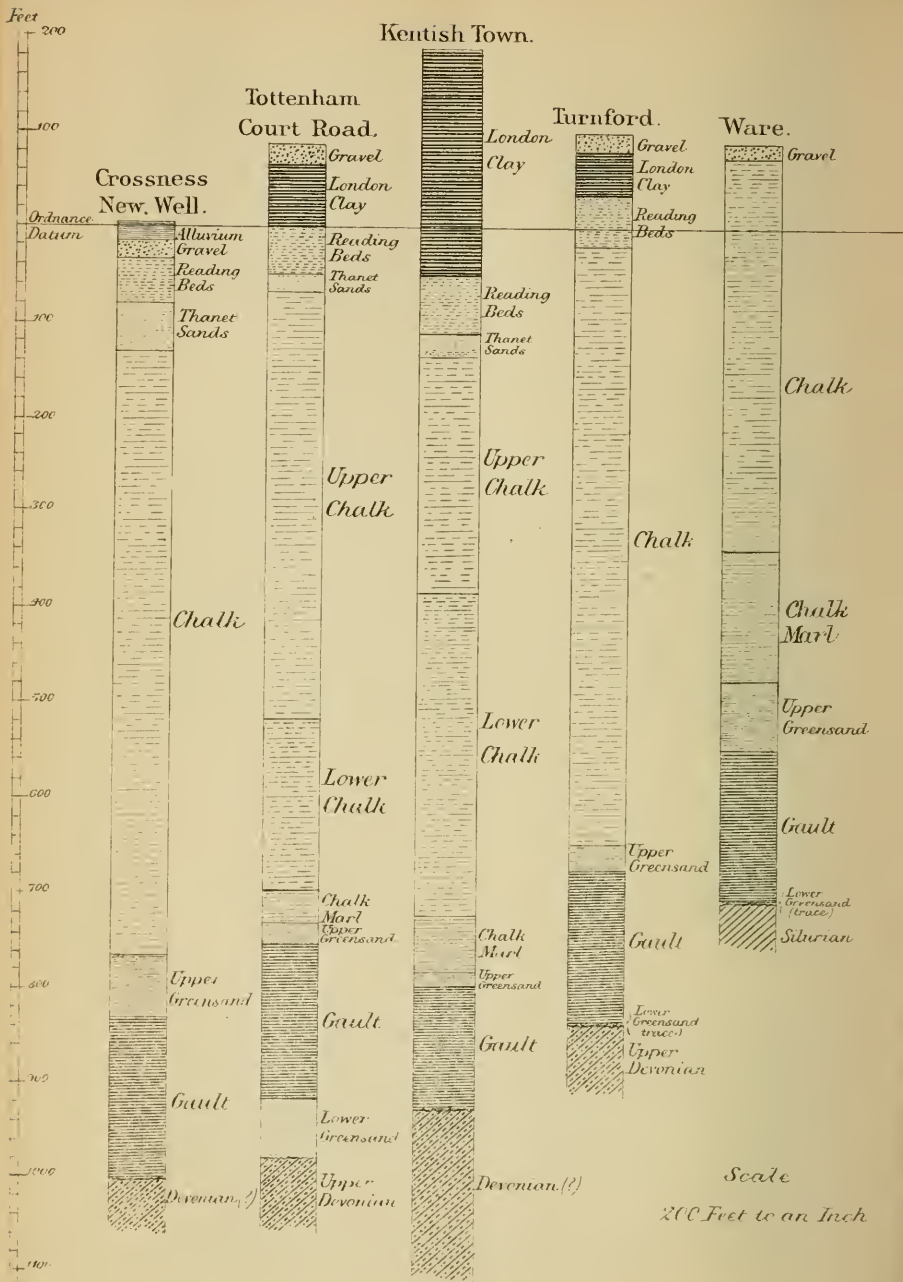 Feet
200
100
Ordnance
Datum
100
200
300
400
500
600
700
800
900
1000
1101
Crossness
New. Well.
Alluvium
Gravel
Reading
Beds
Thanet
Sands
Chalk
Upper
Greensand
Gault
Devonian(?)
Tottenham
Court Road.
Gravel
London
Clay
Reading
Beds
Thanet
Sands
Upper
Chalk
Lower
Chalk
Chalk
Marl
Upper
Greensand
Gault
Lower
Greensand
Upper
Devonian
Kentish Town.
London
Clay
Reading
Beds
Thanet
Sands
Upper
Chalk
Lower
Chalk
Chalk
Marl
Upper
Greensand
Gault
Devonian(?)
Turnford.
Gravel
London
Clay
Reading
Beds
Chalk
Upper
Greensand
Gault
Lower
Greensand
trace)
Upper
Devonian
Ware.
Gravel
Chalk
Chalk
Marl
Upper
Greensand
Gault
Lower
Greensand
(trace)
Silurian
Scale
200 Feet to an Inch